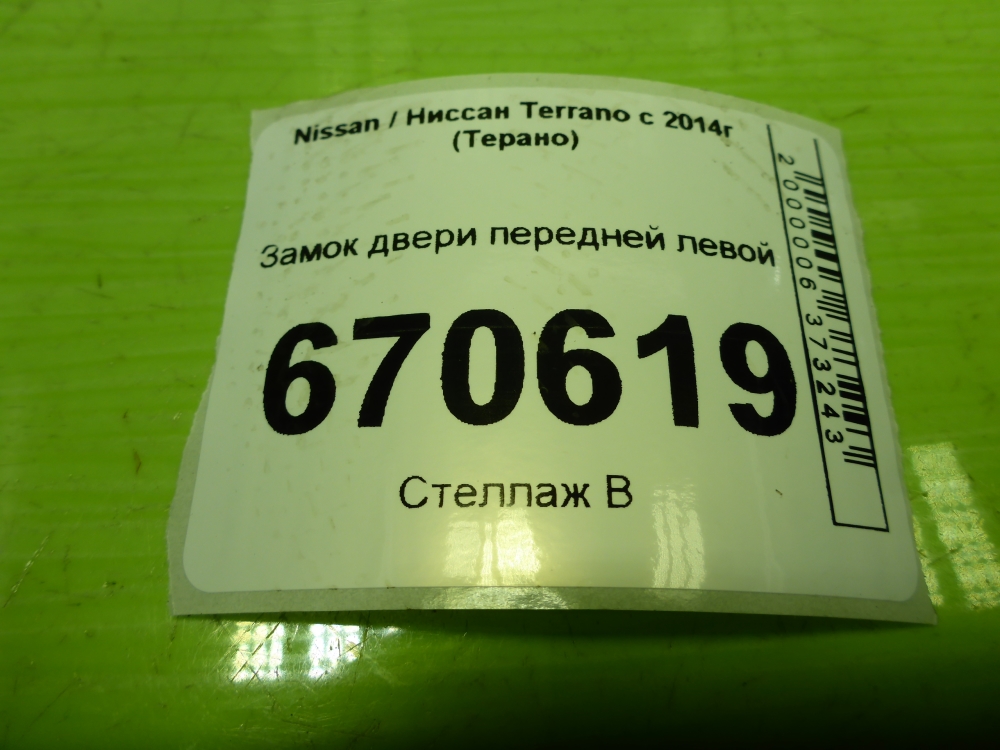 Nissan / Ниссан Terrano с 2014г
(Терано)
Замок двери передней левой
670619
Стеллаж В
2000006373243